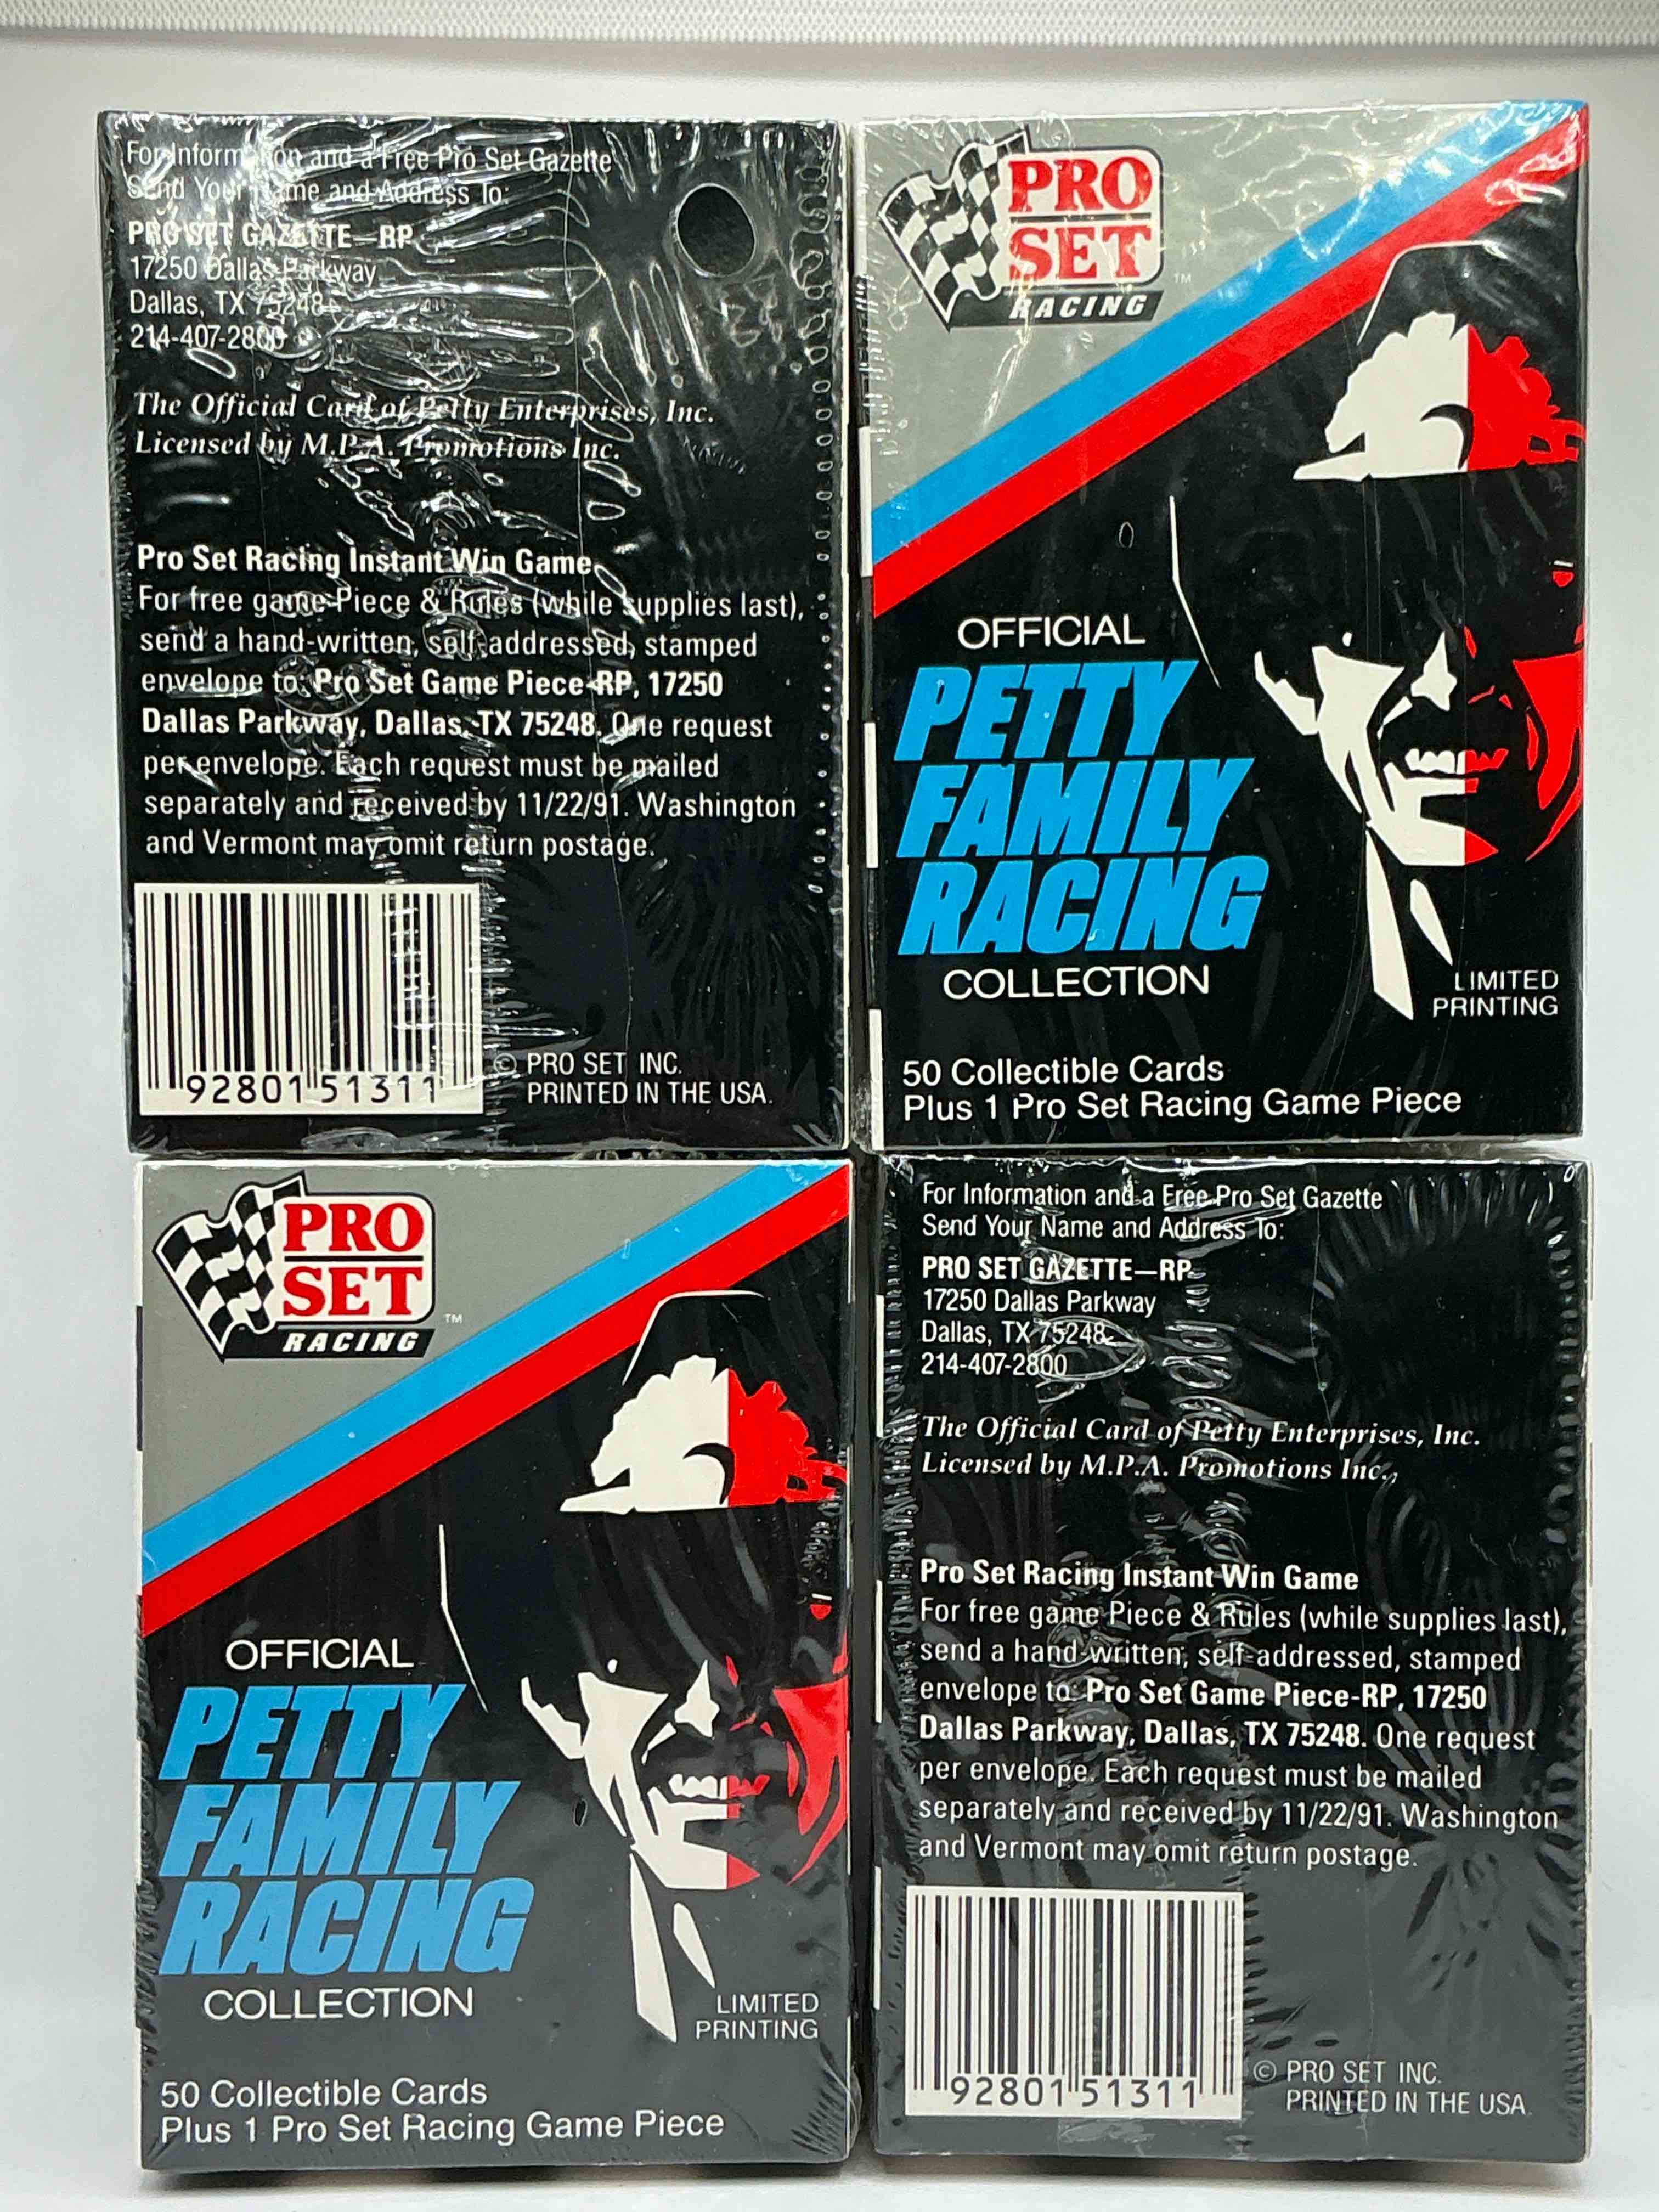 For Information and a Free Pro Set Gazette
Send Your Name and Address To:
PRO SET GAZETTE—RP
17250 Dallas Parkway
Dallas, TX 75248
214-407-2800
The Official Card of Petty Enterprises, Inc.
Licensed by M.P.A. Promotions Inc.
Pro Set Racing Instant Win Game
For free game Piece & Rules (while supplies last),
send a hand-written, self-addressed, stamped
envelope to: Pro Set Game Piece-RP, 17250
Dallas Parkway, Dallas, TX 75248. One request
per envelope. Each request must be mailed
separately and received by 11/22/91. Washington
and Vermont may omit return postage.
92801 51311
© PRO SET INC.
PRINTED IN THE USA.
PRO
SET
RACING
TM
OFFICIAL
PETTY
FAMILY
RACING
COLLECTION
LIMITED
PRINTING
50 Collectible Cards
Plus 1 Pro Set Racing Game Piece
PRO
SET
RACING
TM
OFFICIAL
PETTY
FAMILY
RACING
COLLECTION
LIMITED
PRINTING
50 Collectible Cards
Plus 1 Pro Set Racing Game Piece
For Information and a Free Pro Set Gazette
Send Your Name and Address To:
PRO SET GAZETTE—RP
17250 Dallas Parkway
Dallas, TX 75248
214-407-2800
The Official Card of Petty Enterprises, Inc.
Licensed by M.P.A. Promotions Inc.
Pro Set Racing Instant Win Game
For free game Piece & Rules (while supplies last),
send a hand-written, self-addressed, stamped
envelope to: Pro Set Game Piece-RP, 17250
Dallas Parkway, Dallas, TX 75248. One request
per envelope. Each request must be mailed
separately and received by 11/22/91. Washington
and Vermont may omit return postage.
92801 51311
© PRO SET INC.
PRINTED IN THE USA.